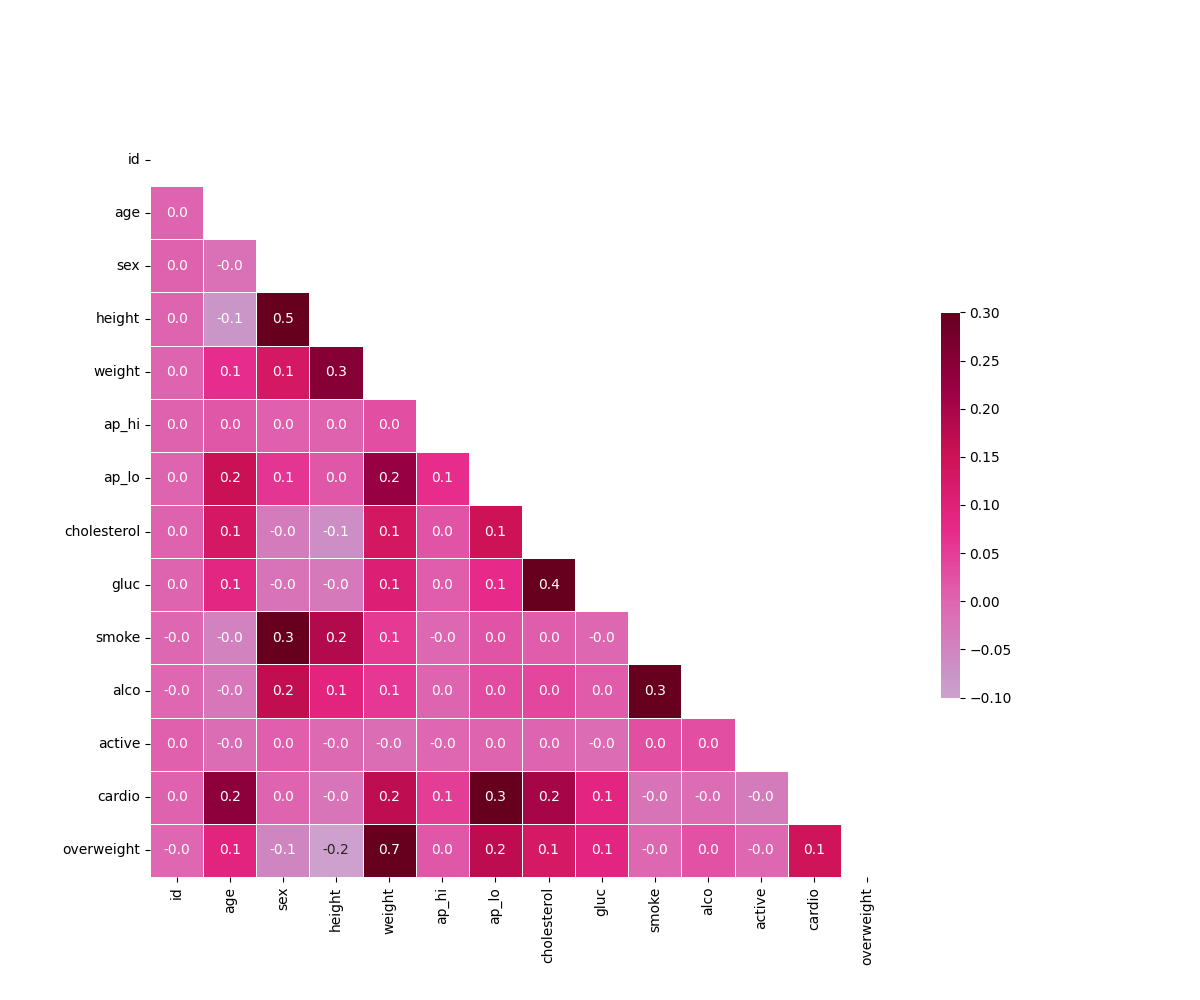 id
age 0.0
sex 0.0 -0.0
height 0.0 -0.1 0.5
weight 0.0 0.1 0.1 0.3
ap_hi 0.0 0.0 0.0 0.0 0.0
ap_lo 0.0 0.2 0.1 0.0 0.2 0.1
cholesterol 0.0 0.1 -0.0 -0.1 0.1 0.0 0.1
gluc 0.0 0.1 -0.0 -0.0 0.1 0.0 0.1 0.4
smoke -0.0 -0.0 0.3 0.2 0.1 -0.0 0.0 0.0 -0.0
alco -0.0 -0.0 0.2 0.1 0.1 0.0 0.0 0.0 0.0 0.3
active 0.0 -0.0 0.0 -0.0 -0.0 -0.0 0.0 0.0 -0.0 0.0 0.0
cardio 0.0 0.2 0.0 -0.0 0.2 0.1 0.3 0.2 0.1 -0.0 -0.0 -0.0
overweight -0.0 0.1 -0.1 -0.2 0.7 0.0 0.2 0.1 0.1 -0.0 0.0 -0.0 0.1
id age sex height weight ap_hi ap_lo cholesterol gluc smoke alco active cardio overweight
0.30
0.25
0.20
0.15
0.10
0.05
0.00
−0.05
−0.10